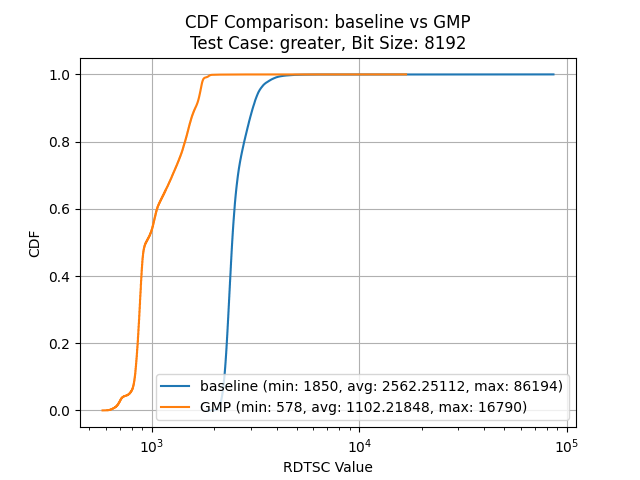 CDF Comparison: baseline vs GMP
Test Case: greater, Bit Size: 8192
1.0
0.8
0.6
0.4
0.2
0.0
CDF
baseline (min: 1850, avg: 2562.25112, max: 86194)
GMP (min: 578, avg: 1102.21848, max: 16790)
10³ 10⁴ 10⁵
RDTSC Value